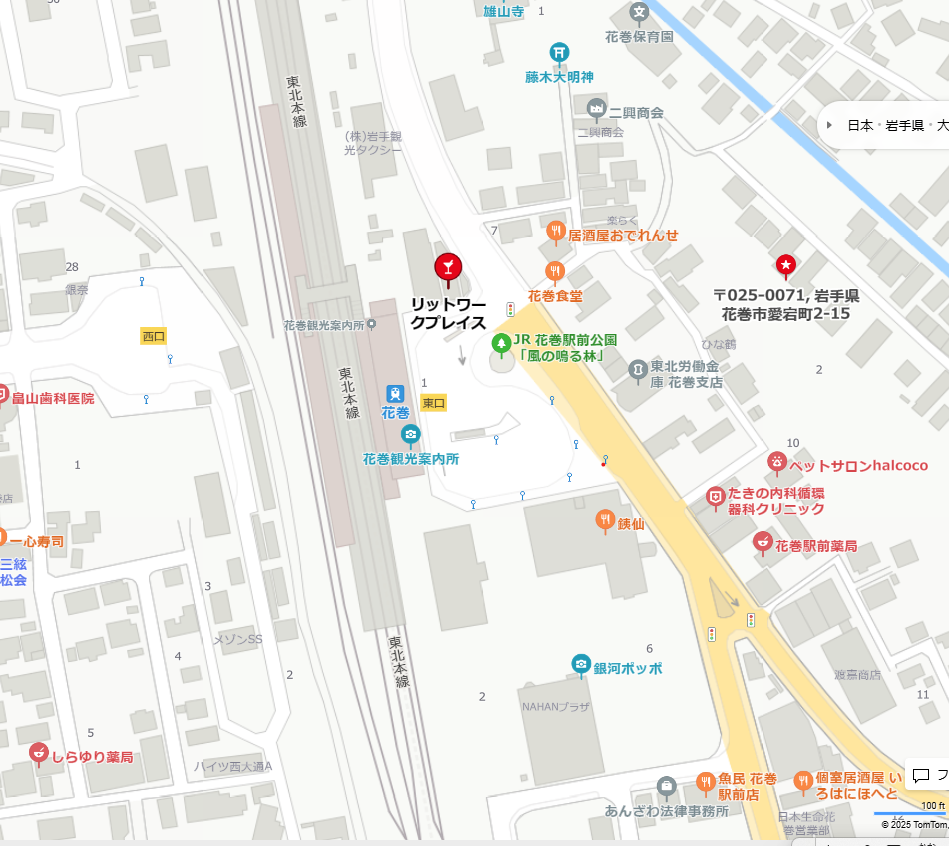 雄山寺
1
花巻保育園
藤木大明神
二興商会
二興商会
日本・岩手県・大
東北本線
(株)岩手観
光タクシー
楽らく
7
居酒屋おでれんせ
28
銀奈
花巻食堂
リットワー
クプレイス
〒025-0071, 岩手県
花巻市愛宕町2-15
花巻観光案内所
西口
JR 花巻駅前公園
「風の鳴る林」
ひな鶴
東北労働金
庫 花巻支店
2
畠山歯科医院
東北本線
1
花巻
東口
花巻観光案内所
10
ペットサロンhalcoco
1
たきの内科循環
器科クリニック
銕仙
一心寿司
花巻駅前薬局
三絃
松会
3
メゾンSS
4
東北本線
6
2
銀河ポッポ
渡嘉商店
2
11
NAHANプラザ
5
しらゆり薬局
ハイツ西大通A
魚民 花巻
駅前店
個室居酒屋 い
ろはにほへと
フ
あんざわ法律事務所
日本生命花
巻営業部
100 ft
© 2025 TomTom,